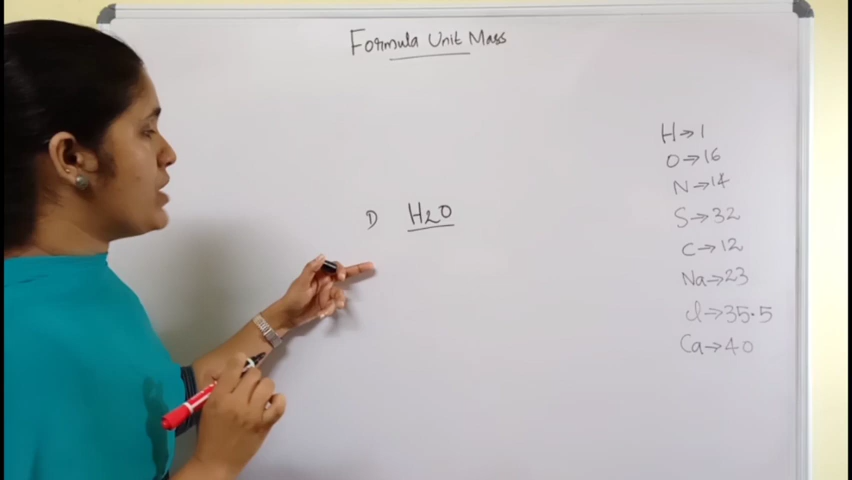 Formula Unit Mass
1) H2O
H→1
O→16
N→14
S→32
C→12
Na→23
Cl→35.5
Ca→40